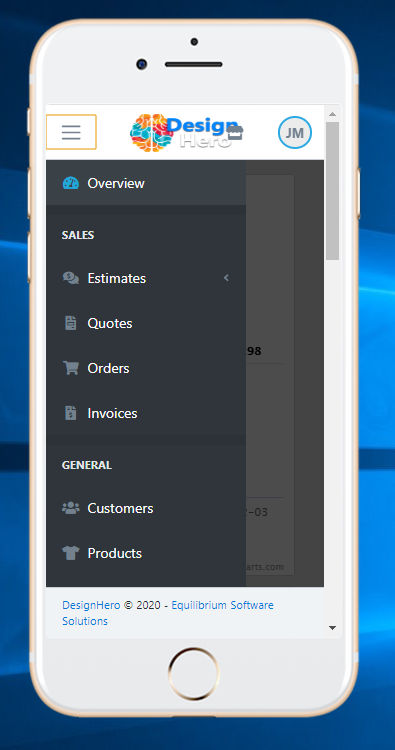 Design
Hero
JM
Overview
SALES
Estimates
Quotes
98
Orders
Invoices
GENERAL
Customers
-03
Products
arts.com
DesignHero © 2020 - Equilibrium Software
Solutions